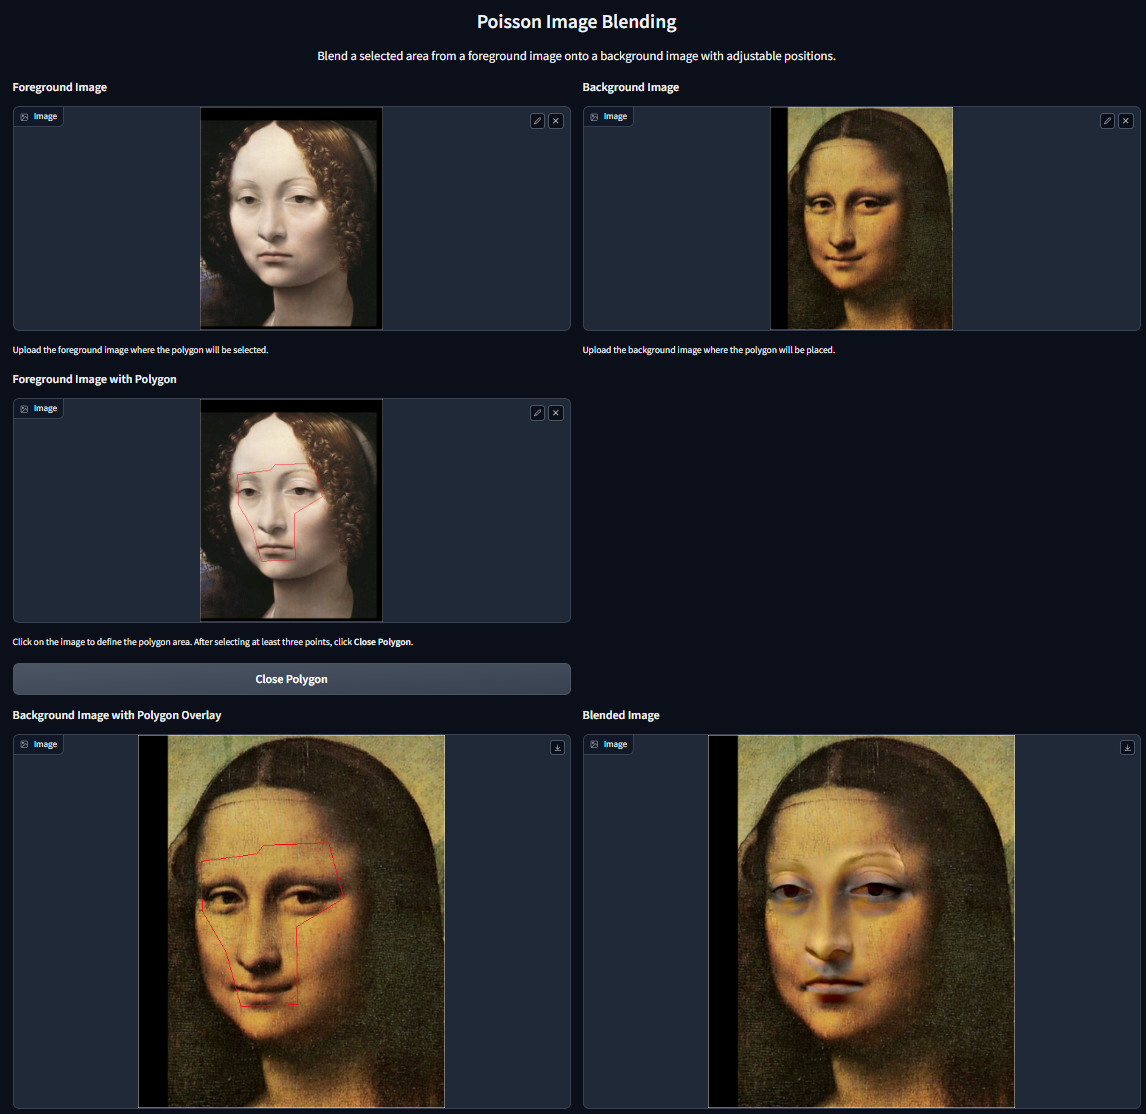 Poisson Image Blending
Blend a selected area from a foreground image onto a background image with adjustable positions.
Foreground Image
Background Image
Image
Image
Upload the foreground image where the polygon will be selected.
Upload the background image where the polygon will be placed.
Foreground Image with Polygon
Image
Click on the image to define the polygon area. After selecting at least three points, click Close Polygon.
Close Polygon
Background Image with Polygon Overlay
Blended Image
Image
Image